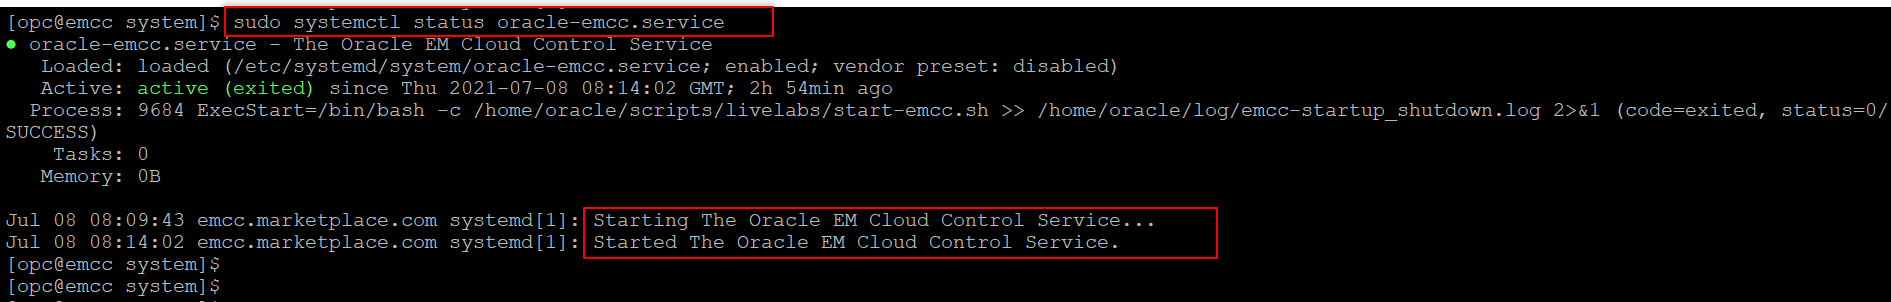 [opc@emcc system]$ sudo systemctl status oracle-emcc.service
● oracle-emcc.service - The Oracle EM Cloud Control Service
   Loaded: loaded (/etc/systemd/system/oracle-emcc.service; enabled; vendor preset: disabled)
   Active: active (exited) since Thu 2021-07-08 08:14:02 GMT; 2h 54min ago
  Process: 9684 ExecStart=/bin/bash -c /home/oracle/scripts/livelabs/start-emcc.sh >> /home/oracle/log/emcc-startup_shutdown.log 2>&1 (code=exited, status=0/
SUCCESS)
    Tasks: 0
   Memory: 0B
Jul 08 08:09:43 emcc.marketplace.com systemd[1]: Starting The Oracle EM Cloud Control Service...
Jul 08 08:14:02 emcc.marketplace.com systemd[1]: Started The Oracle EM Cloud Control Service.
[opc@emcc system]$
[opc@emcc system]$